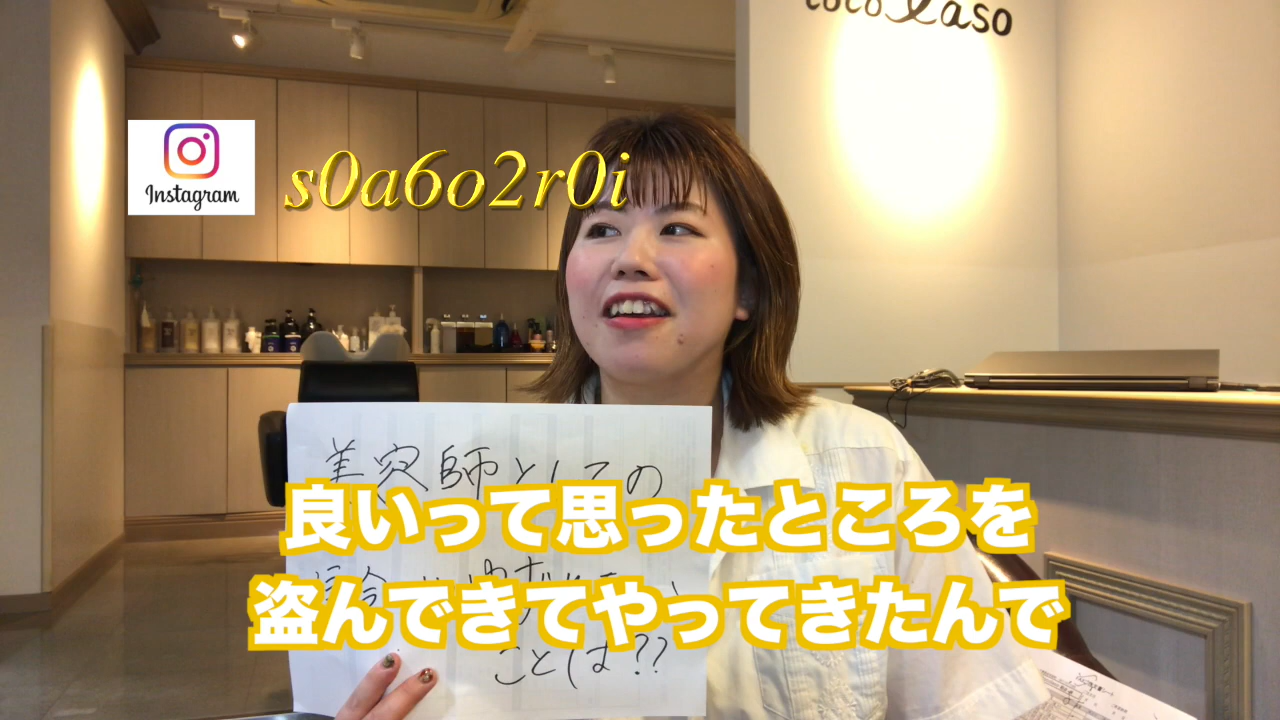 coco Laso
Instagram
s0a6o2r0i
美容師としての
良いって思ったところを
盗んできてやってきたんで
ことは??